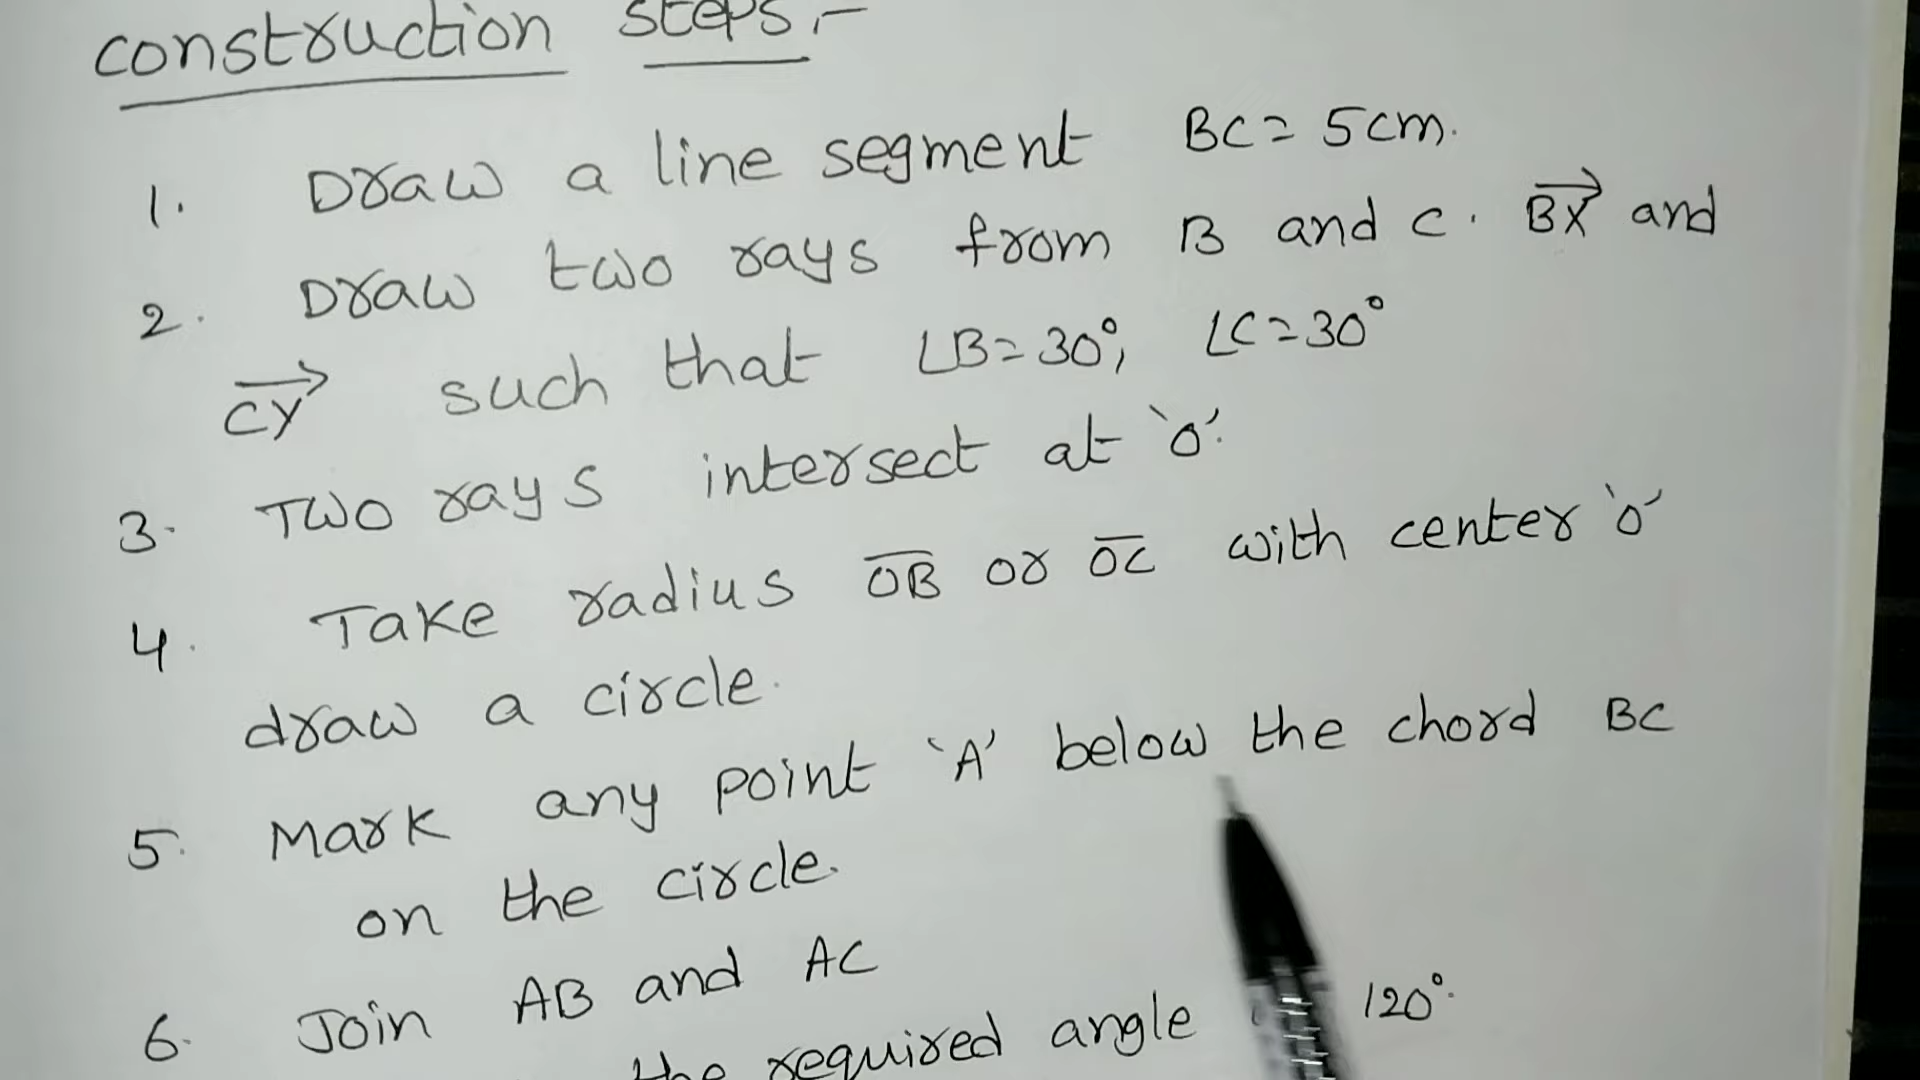 construction steps:-
1. Draw a line segment BC = 5cm.
2. Draw two rays from B and C. BX→ and
CY→ such that ∠B = 30°, ∠C = 30°
3. Two rays intersect at 'O'.
4. Take radius O̅B̅ or O̅C̅ with center 'O'
draw a circle.
5. Mark any point 'A' below the chord BC
on the circle.
6. Join AB and AC
the required angle 120°.